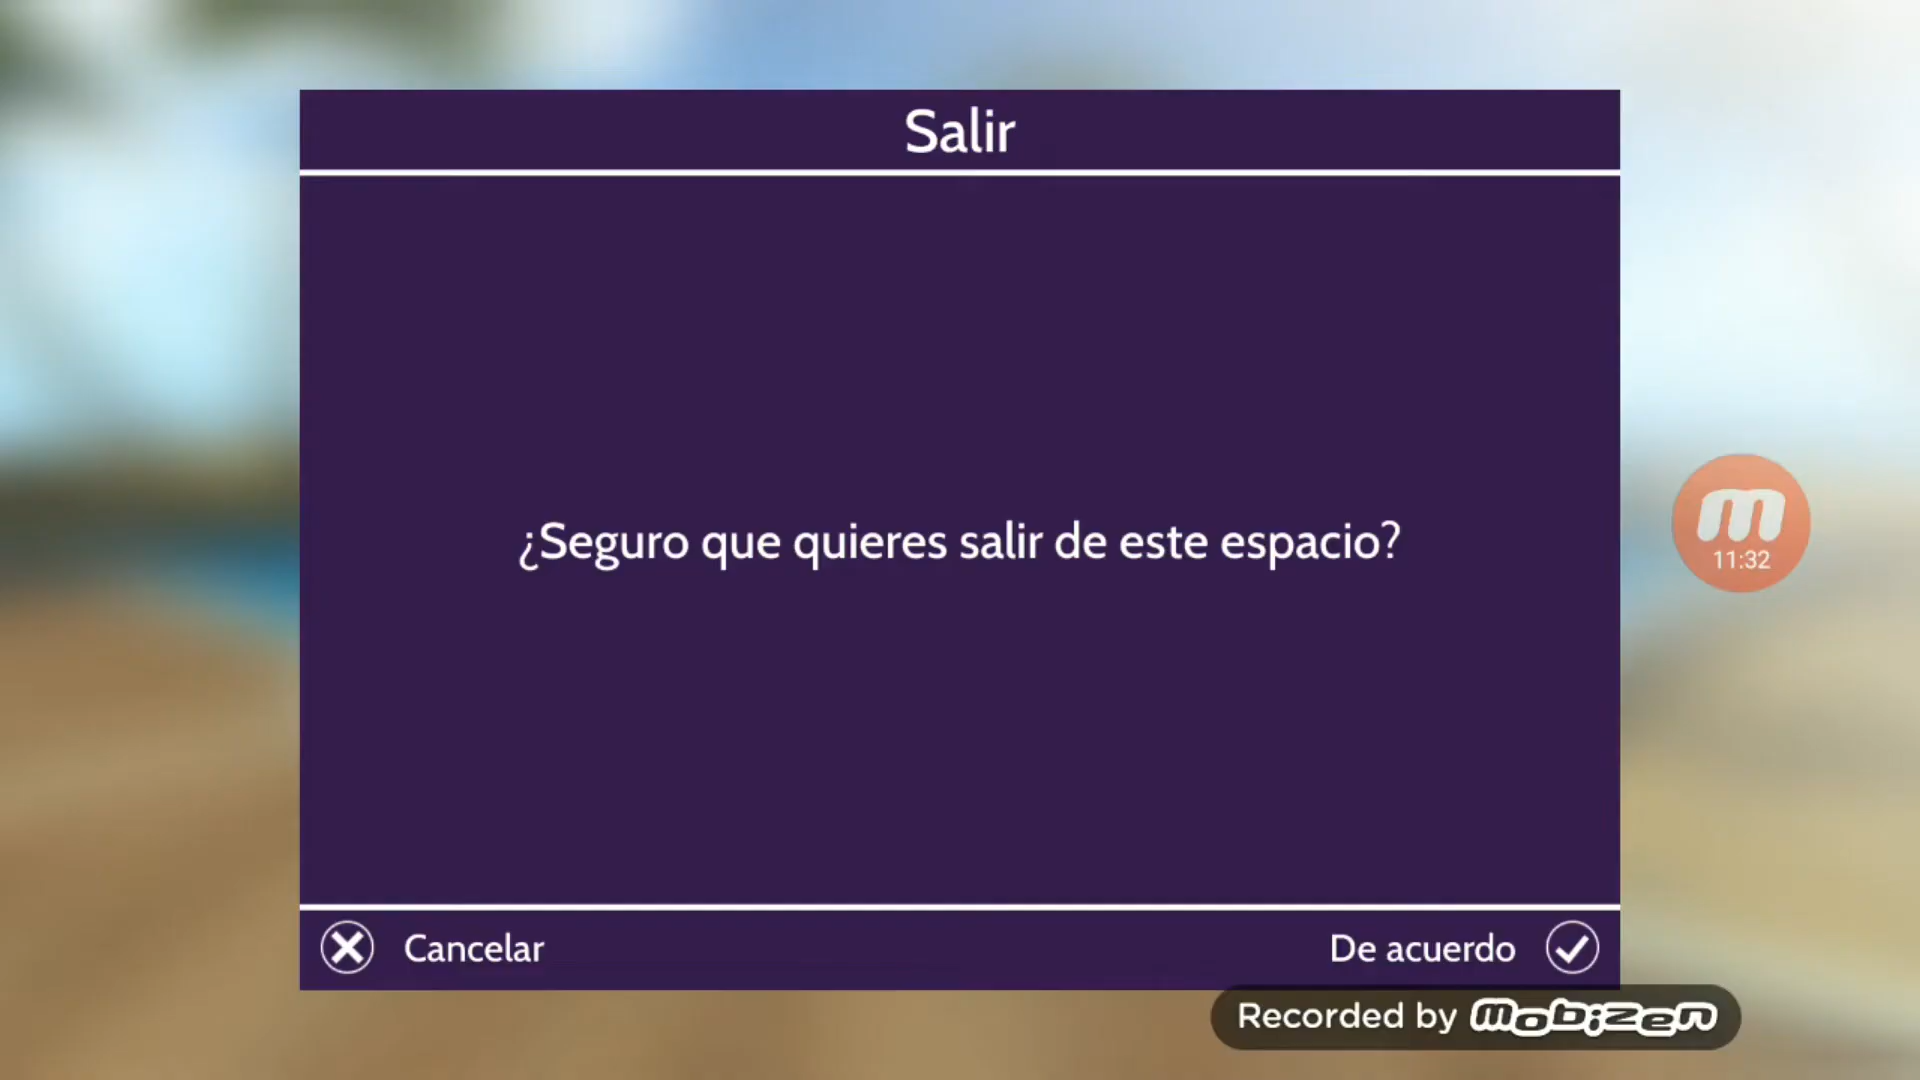 Salir
¿Seguro que quieres salir de este espacio?
m
11:32
Cancelar
De acuerdo
Recorded by mobizen